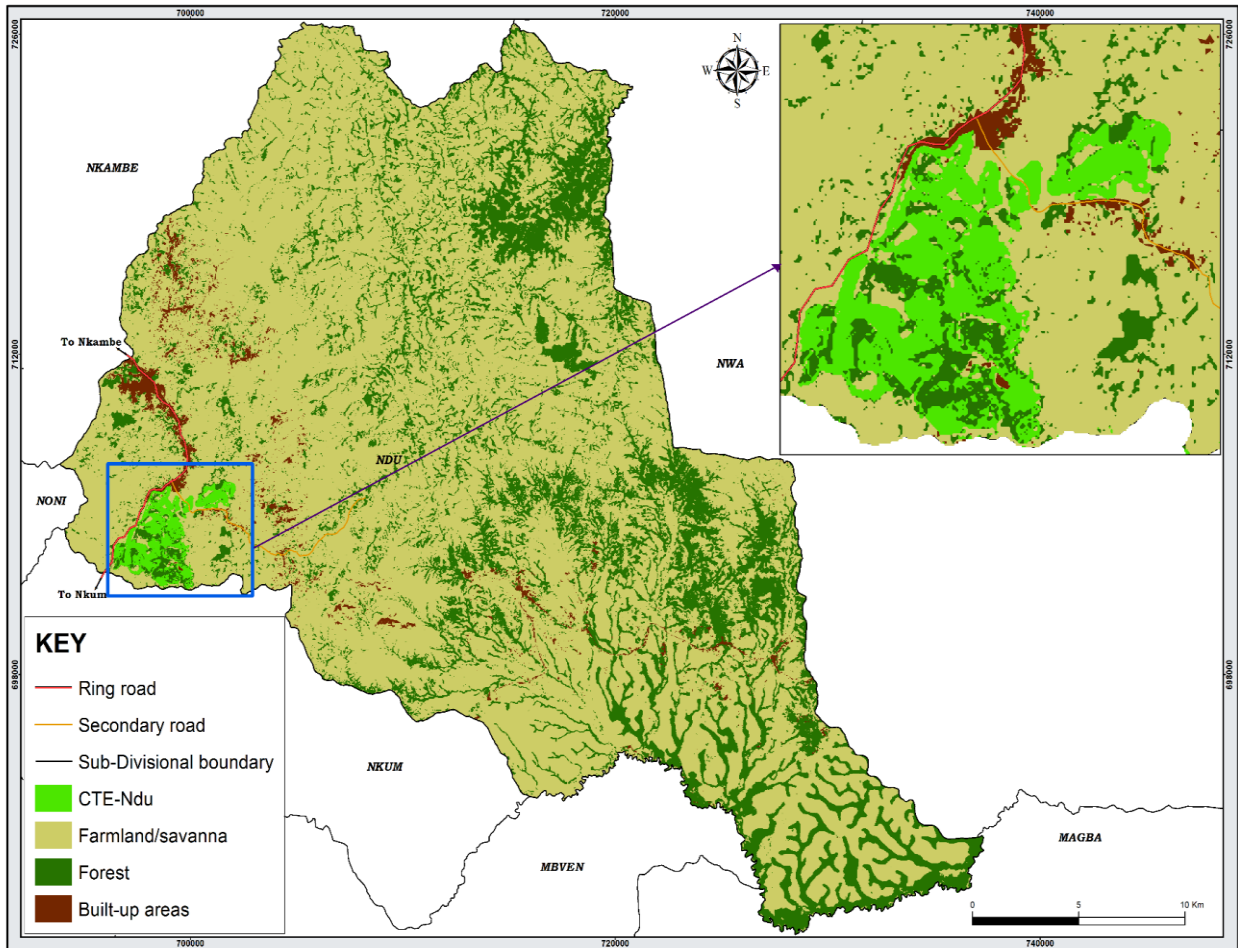 700000
720000
740000
726000
726000
N
W
E
S
NKAMBE
To Nkambe
712000
712000
NWA
NDU
NONI
To Nkum
KEY
Ring road
Secondary road
Sub-Divisional boundary
CTE-Ndu
Farmland/savanna
Forest
Built-up areas
698000
698000
NKUM
MBVEN
MAGBA
0
5
10 Km
700000
720000
740000